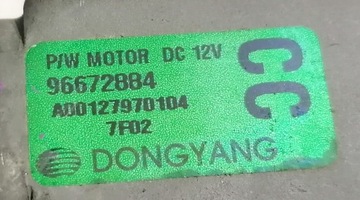 P/W MOTOR DC 12V
96672884
A00127970104
7F02
DONGYANG
CC